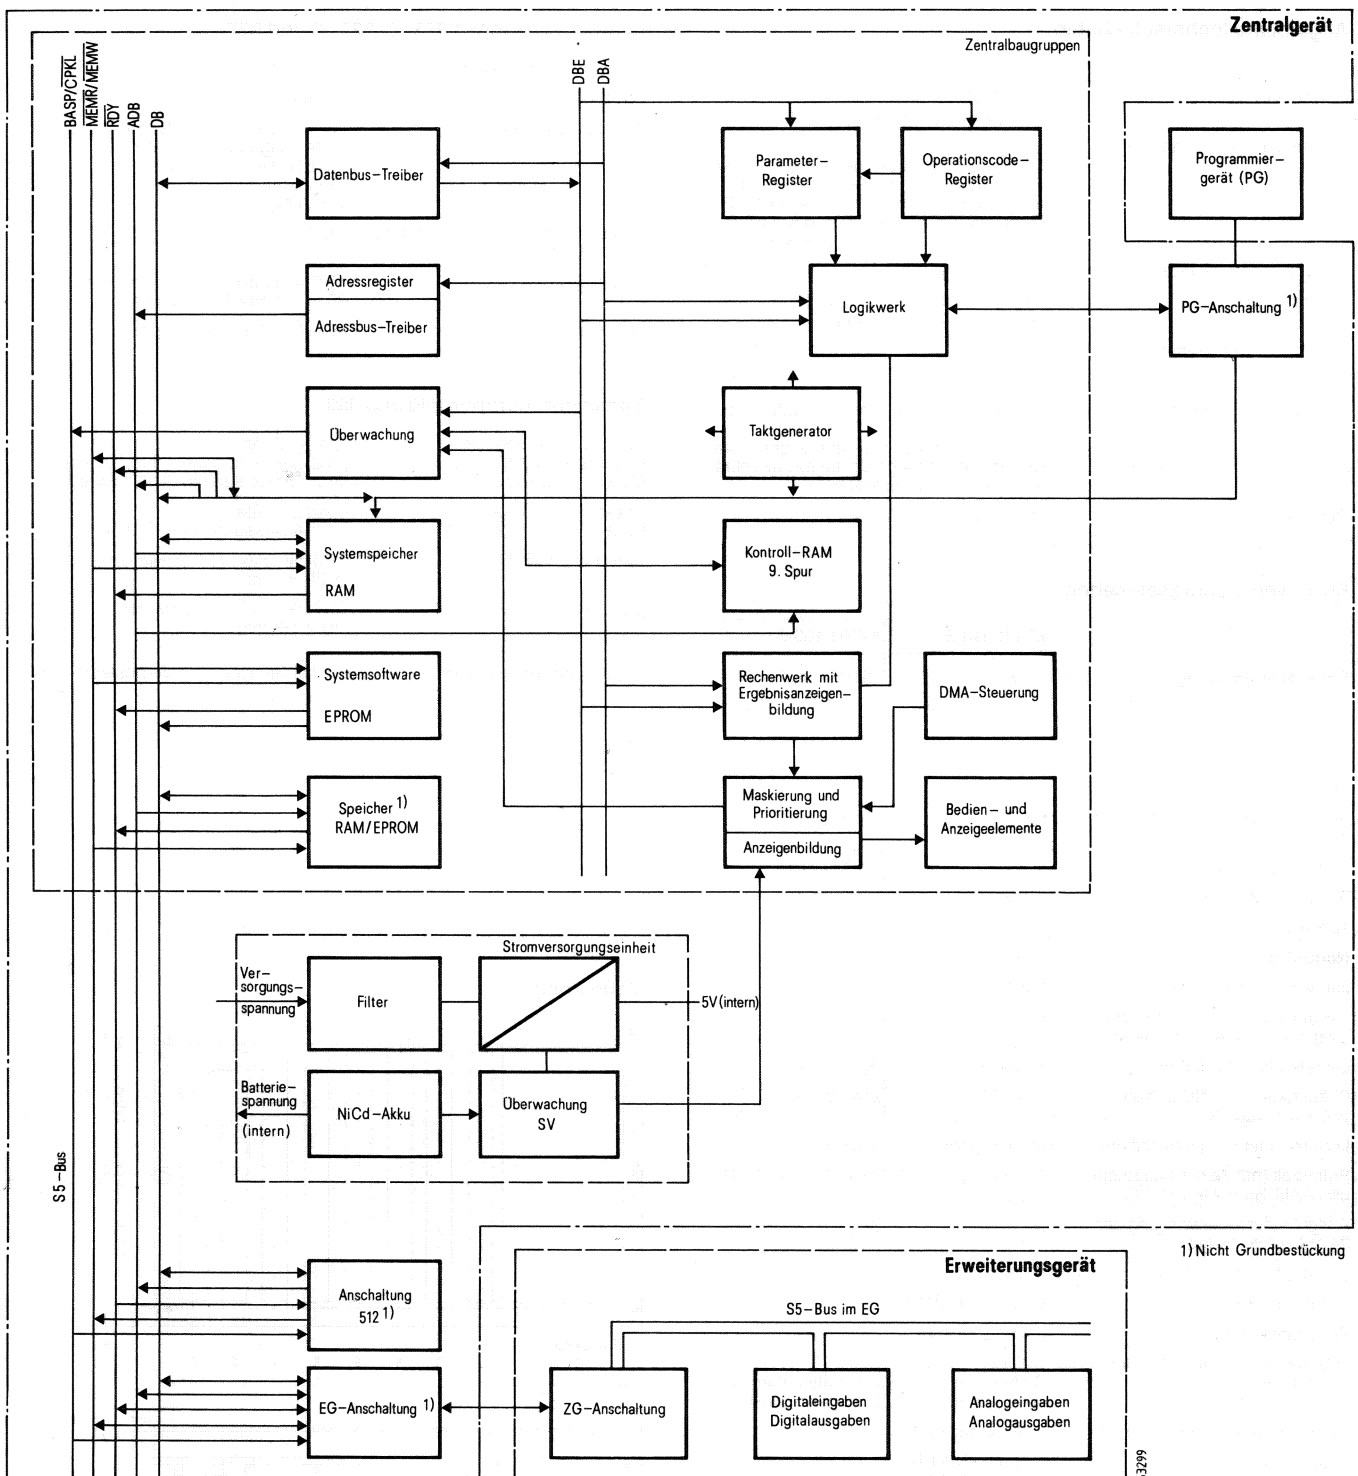 Zentralgerät
Zentralbaugruppen
BASP/CPKL
MEMR/MEMW
RDY
ADB
DB
DBE
DBA
Datenbus-Treiber
Parameter-
Register
Operationscode-
Register
Programmier-
gerät (PG)
Adressregister
Adressbus-Treiber
Logikwerk
PG-Anschaltung 1)
Überwachung
Taktgenerator
Systemspeicher
RAM
Kontroll-RAM
9. Spur
Systemsoftware
EPROM
Rechenwerk mit
Ergebnisanzeigen-
bildung
DMA-Steuerung
Speicher 1)
RAM/EPROM
Maskierung und
Prioritierung
Anzeigenbildung
Bedien- und
Anzeigeelemente
Stromversorgungseinheit
Ver-
sorgungs-
spannung
Filter
5V (intern)
Batterie-
spannung
(intern)
NiCd-Akku
Überwachung
SV
S5-Bus
1) Nicht Grundbestückung
Erweiterungsgerät
S5-Bus im EG
Anschaltung
512 1)
EG-Anschaltung 1)
ZG-Anschaltung
Digitaleingaben
Digitalausgaben
Analogeingaben
Analogausgaben